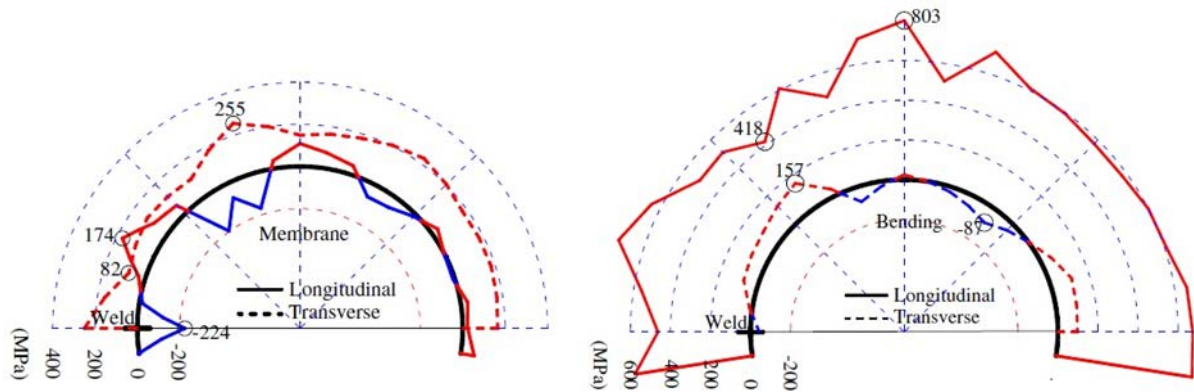 255
174
82
Membrane
Longitudinal
Transverse
Weld
-224
(MPa)
400
200
0
-200
803
418
157
Bending
-87
Longitudinal
Transverse
Weld
(MPa)
600
400
200
0
-200